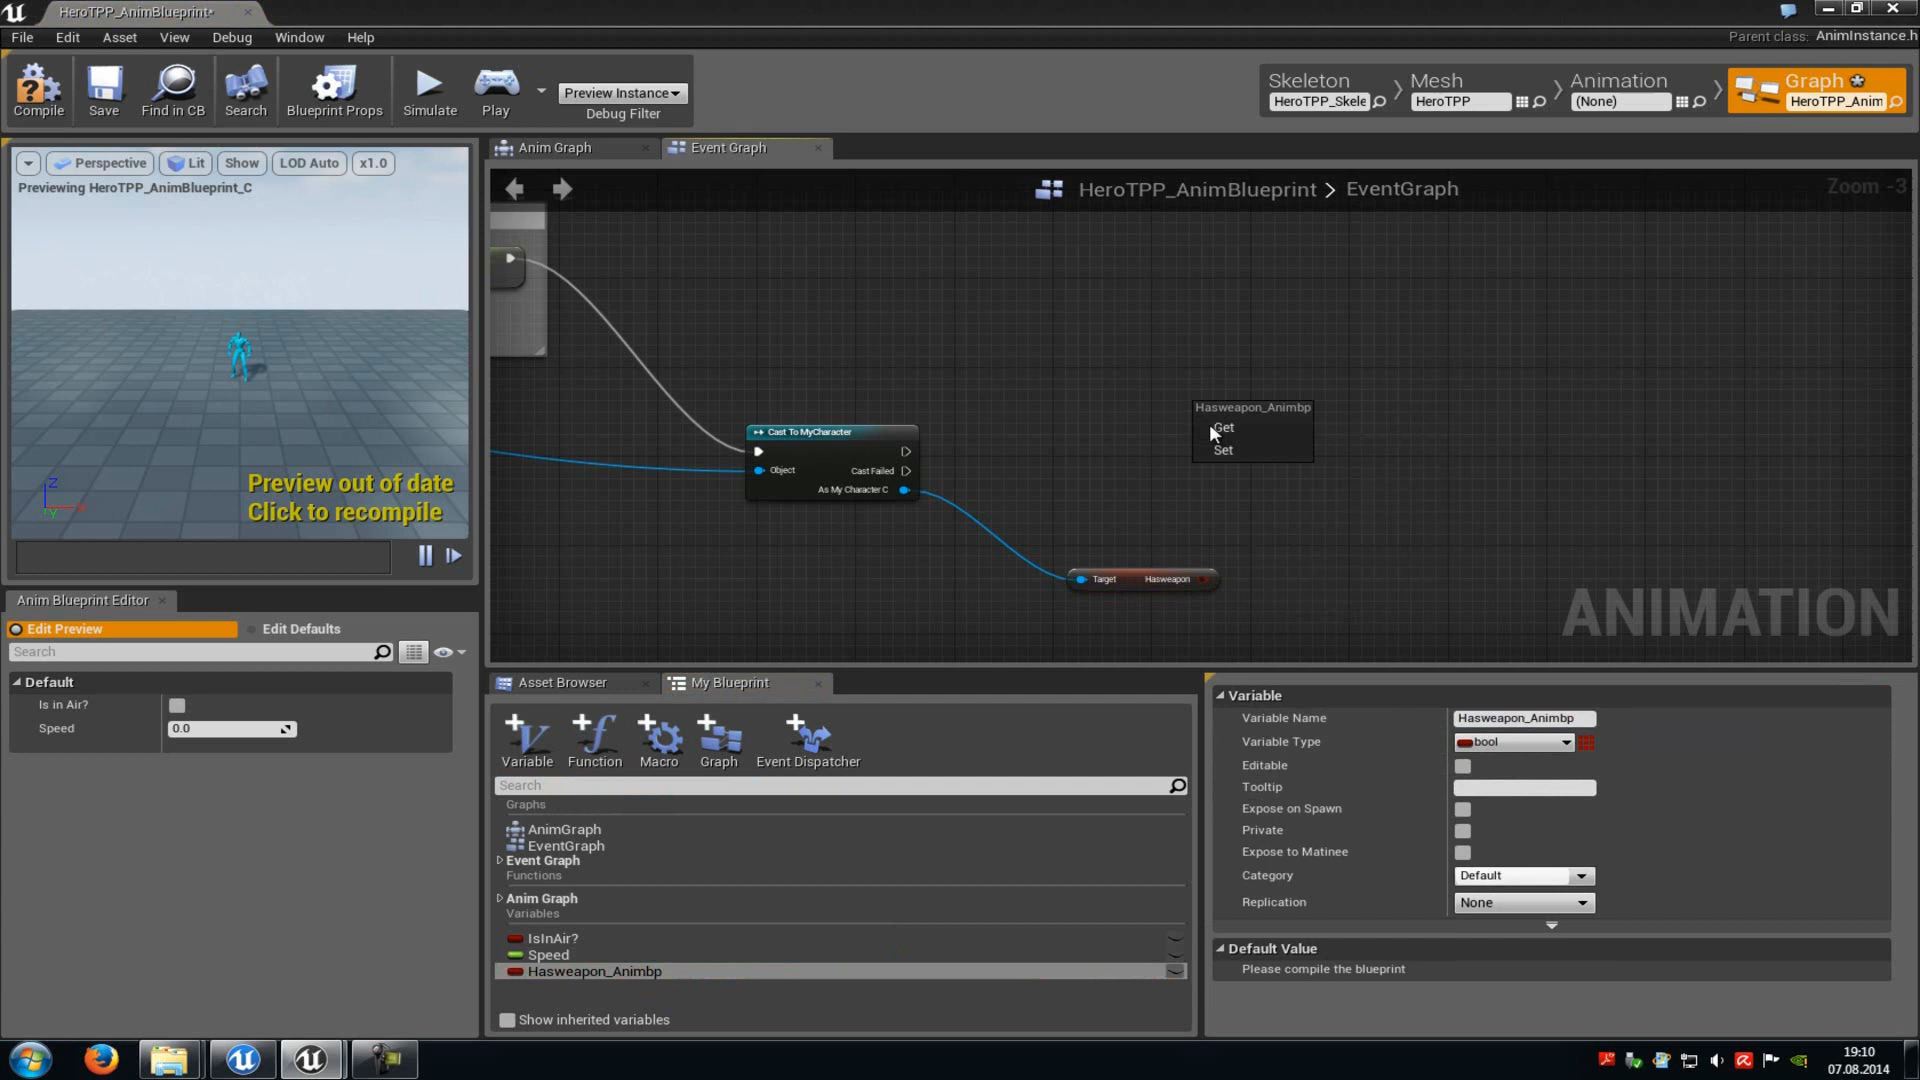 HeroTPP_AnimBlueprint*
File Edit Asset View Debug Window Help
Parent class: AnimInstance.h
Compile Save Find in CB Search Blueprint Props Simulate Play
Preview Instance
Debug Filter
Skeleton Mesh Animation Graph
HeroTPP_Skele HeroTPP (None) HeroTPP_Anim
Perspective Lit Show LOD Auto x1.0
Previewing HeroTPP_AnimBlueprint_C
Preview out of date
Click to recompile
Z
Y
Anim Graph Event Graph
HeroTPP_AnimBlueprint > EventGraph
Zoom -3
Cast To MyCharacter
Object
Cast Failed
As My Character C
Hasweapon_Animbp
Get
Set
Target Hasweapon
ANIMATION
Anim Blueprint Editor
Edit Preview Edit Defaults
Search
Default
Is in Air?
Speed 0.0
Asset Browser My Blueprint
Variable Function Macro Graph Event Dispatcher
Search
Graphs
AnimGraph
EventGraph
Event Graph
Functions
Anim Graph
Variables
IsInAir?
Speed
Hasweapon_Animbp
Show inherited variables
Variable
Variable Name Hasweapon_Animbp
Variable Type bool
Editable
Tooltip
Expose on Spawn
Private
Expose to Matinee
Category Default
Replication None
Default Value
Please compile the blueprint
19:10
07.08.2014